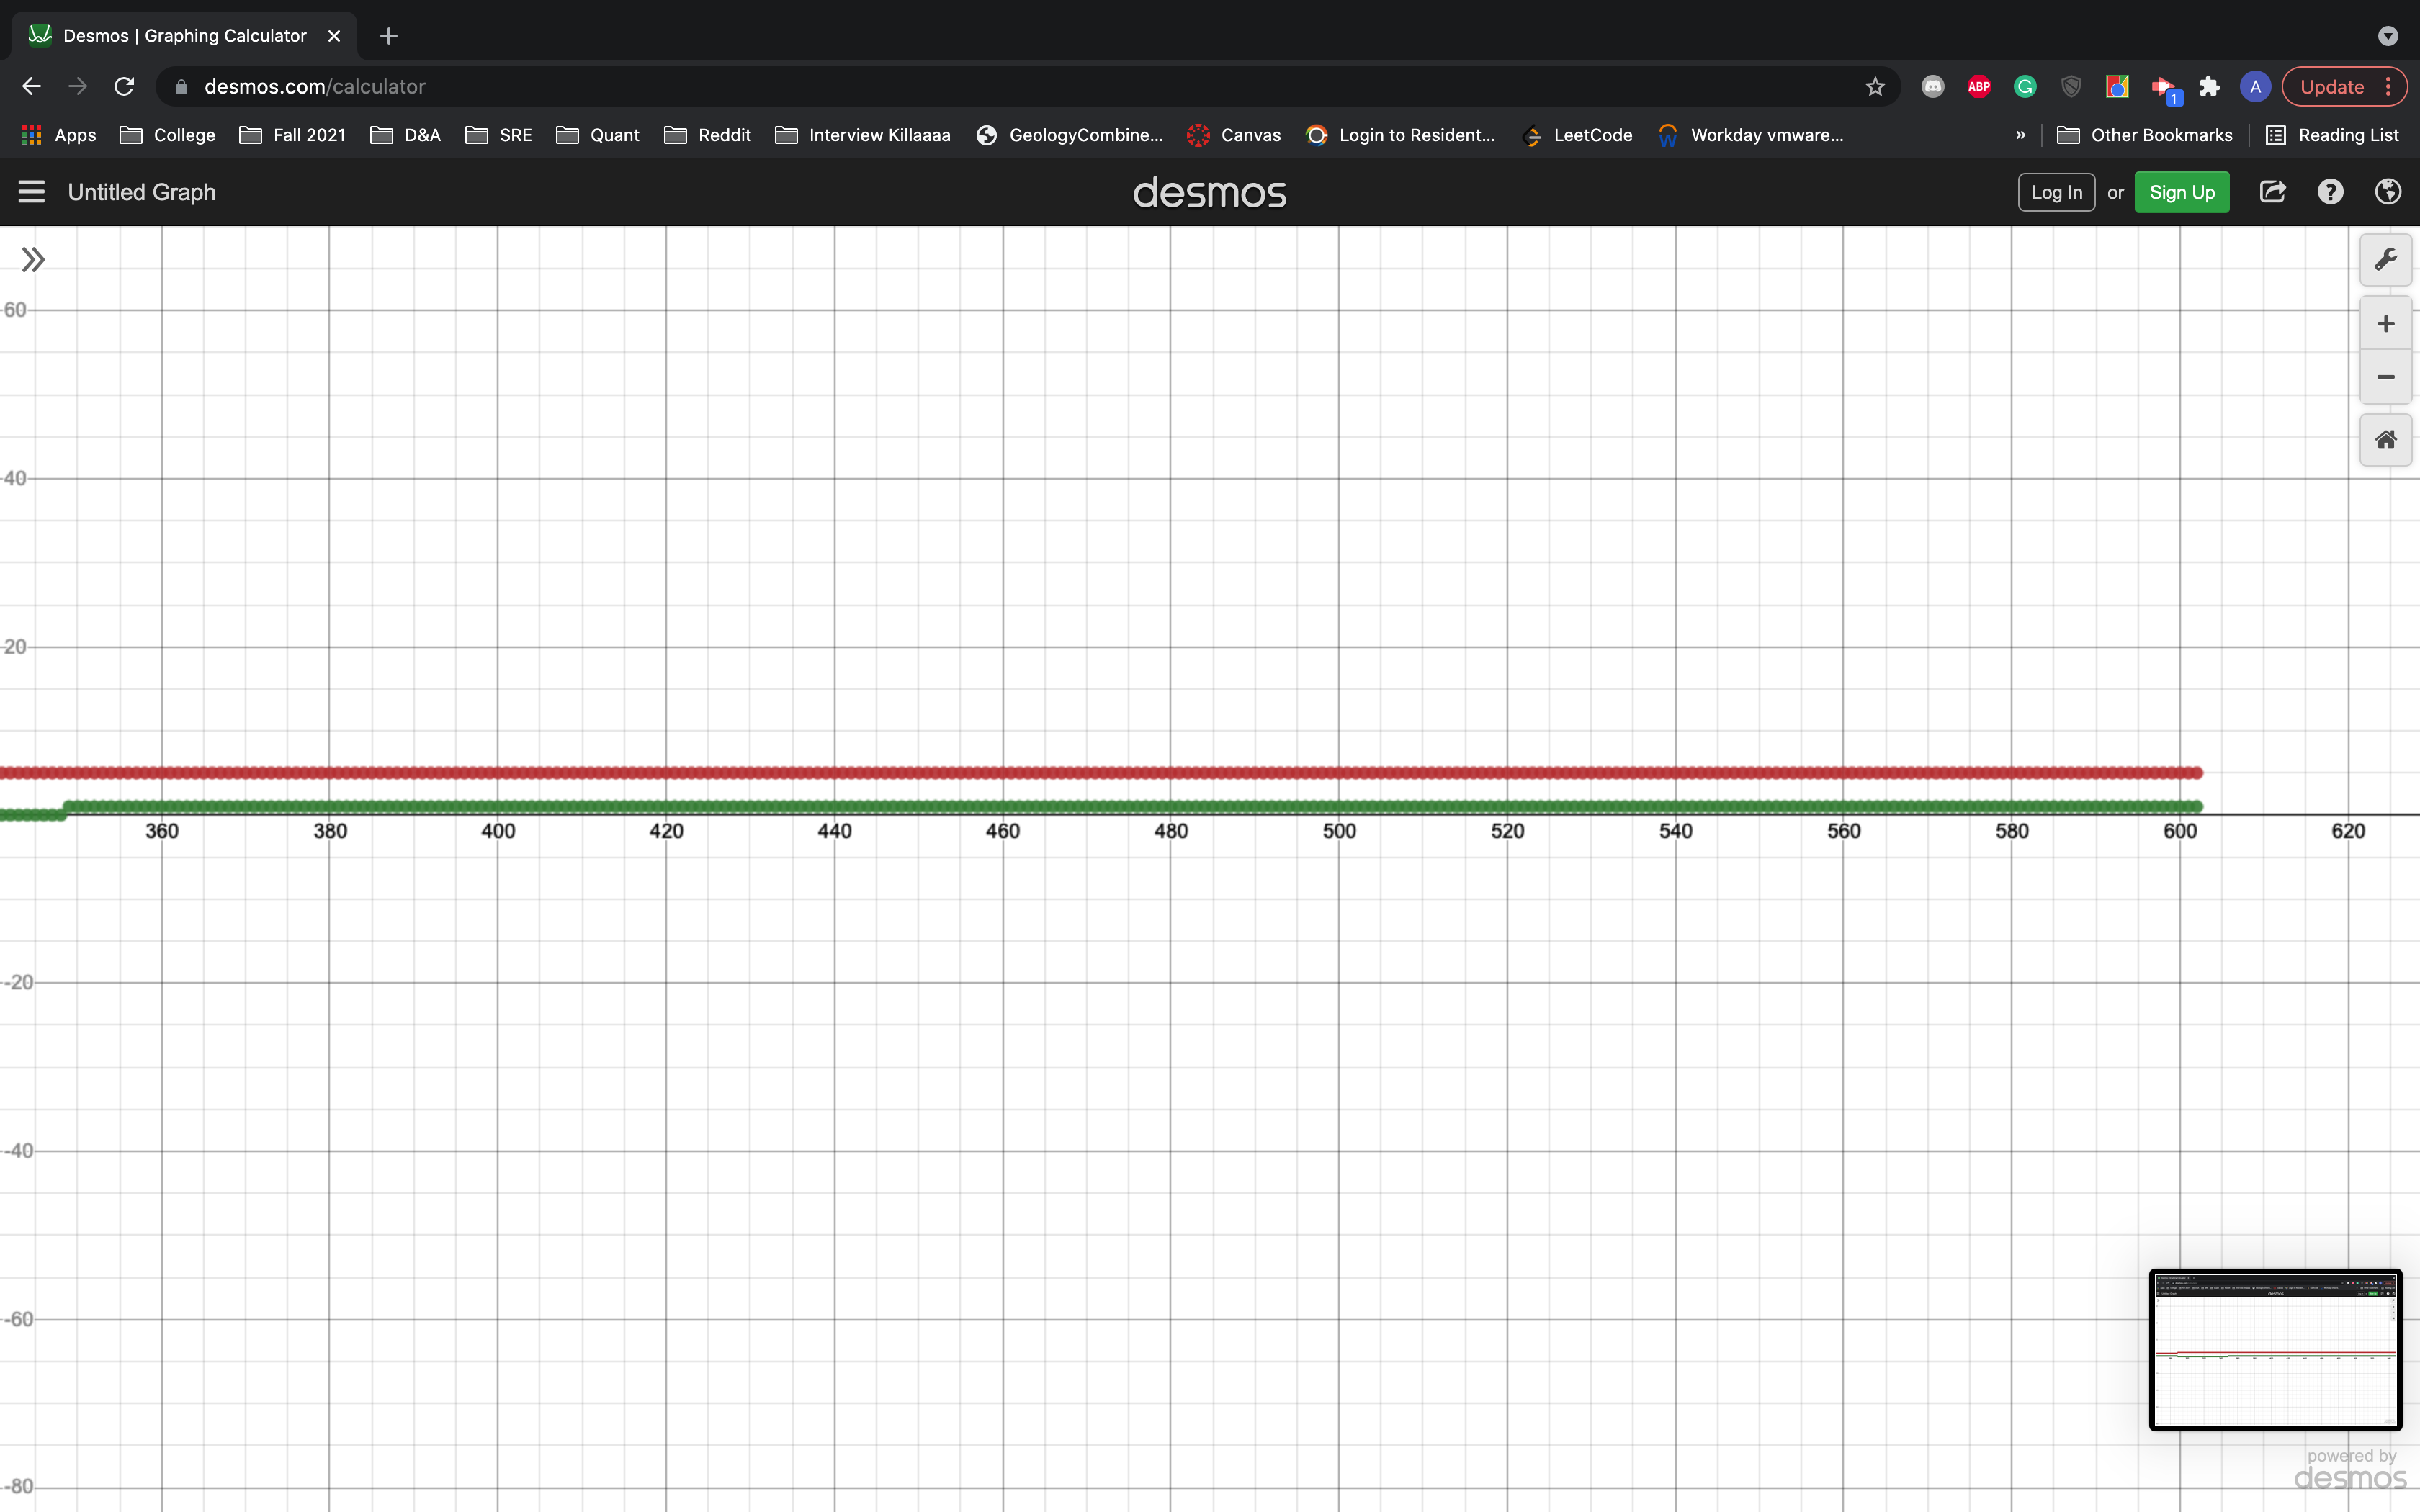 Desmos | Graphing Calculator
desmos.com/calculator
ABP
G
1
A
Update
Apps College Fall 2021 D&A SRE Quant Reddit Interview Killaaaa GeologyCombine... Canvas Login to Resident... LeetCode Workday vmware... » Other Bookmarks Reading List
Untitled Graph desmos Log In or Sign Up
60
40
20
360 380 400 420 440 460 480 500 520 540 560 580 600 620
-20
-40
-60
-80
powered by
desmos